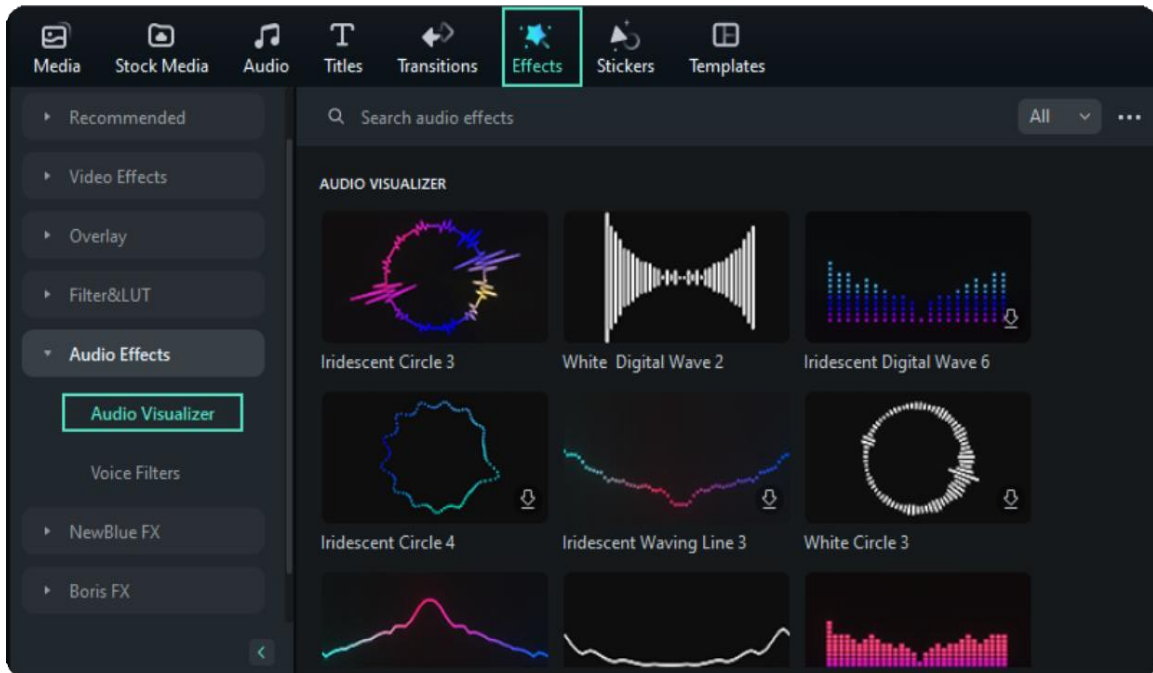 Media Stock Media Audio Titles Transitions Effects Stickers Templates
Recommended
Video Effects
Overlay
Filter&LUT
Audio Effects
Audio Visualizer
Voice Filters
NewBlue FX
Boris FX
Search audio effects All
AUDIO VISUALIZER
Iridescent Circle 3 White Digital Wave 2 Iridescent Digital Wave 6
Iridescent Circle 4 Iridescent Waving Line 3 White Circle 3